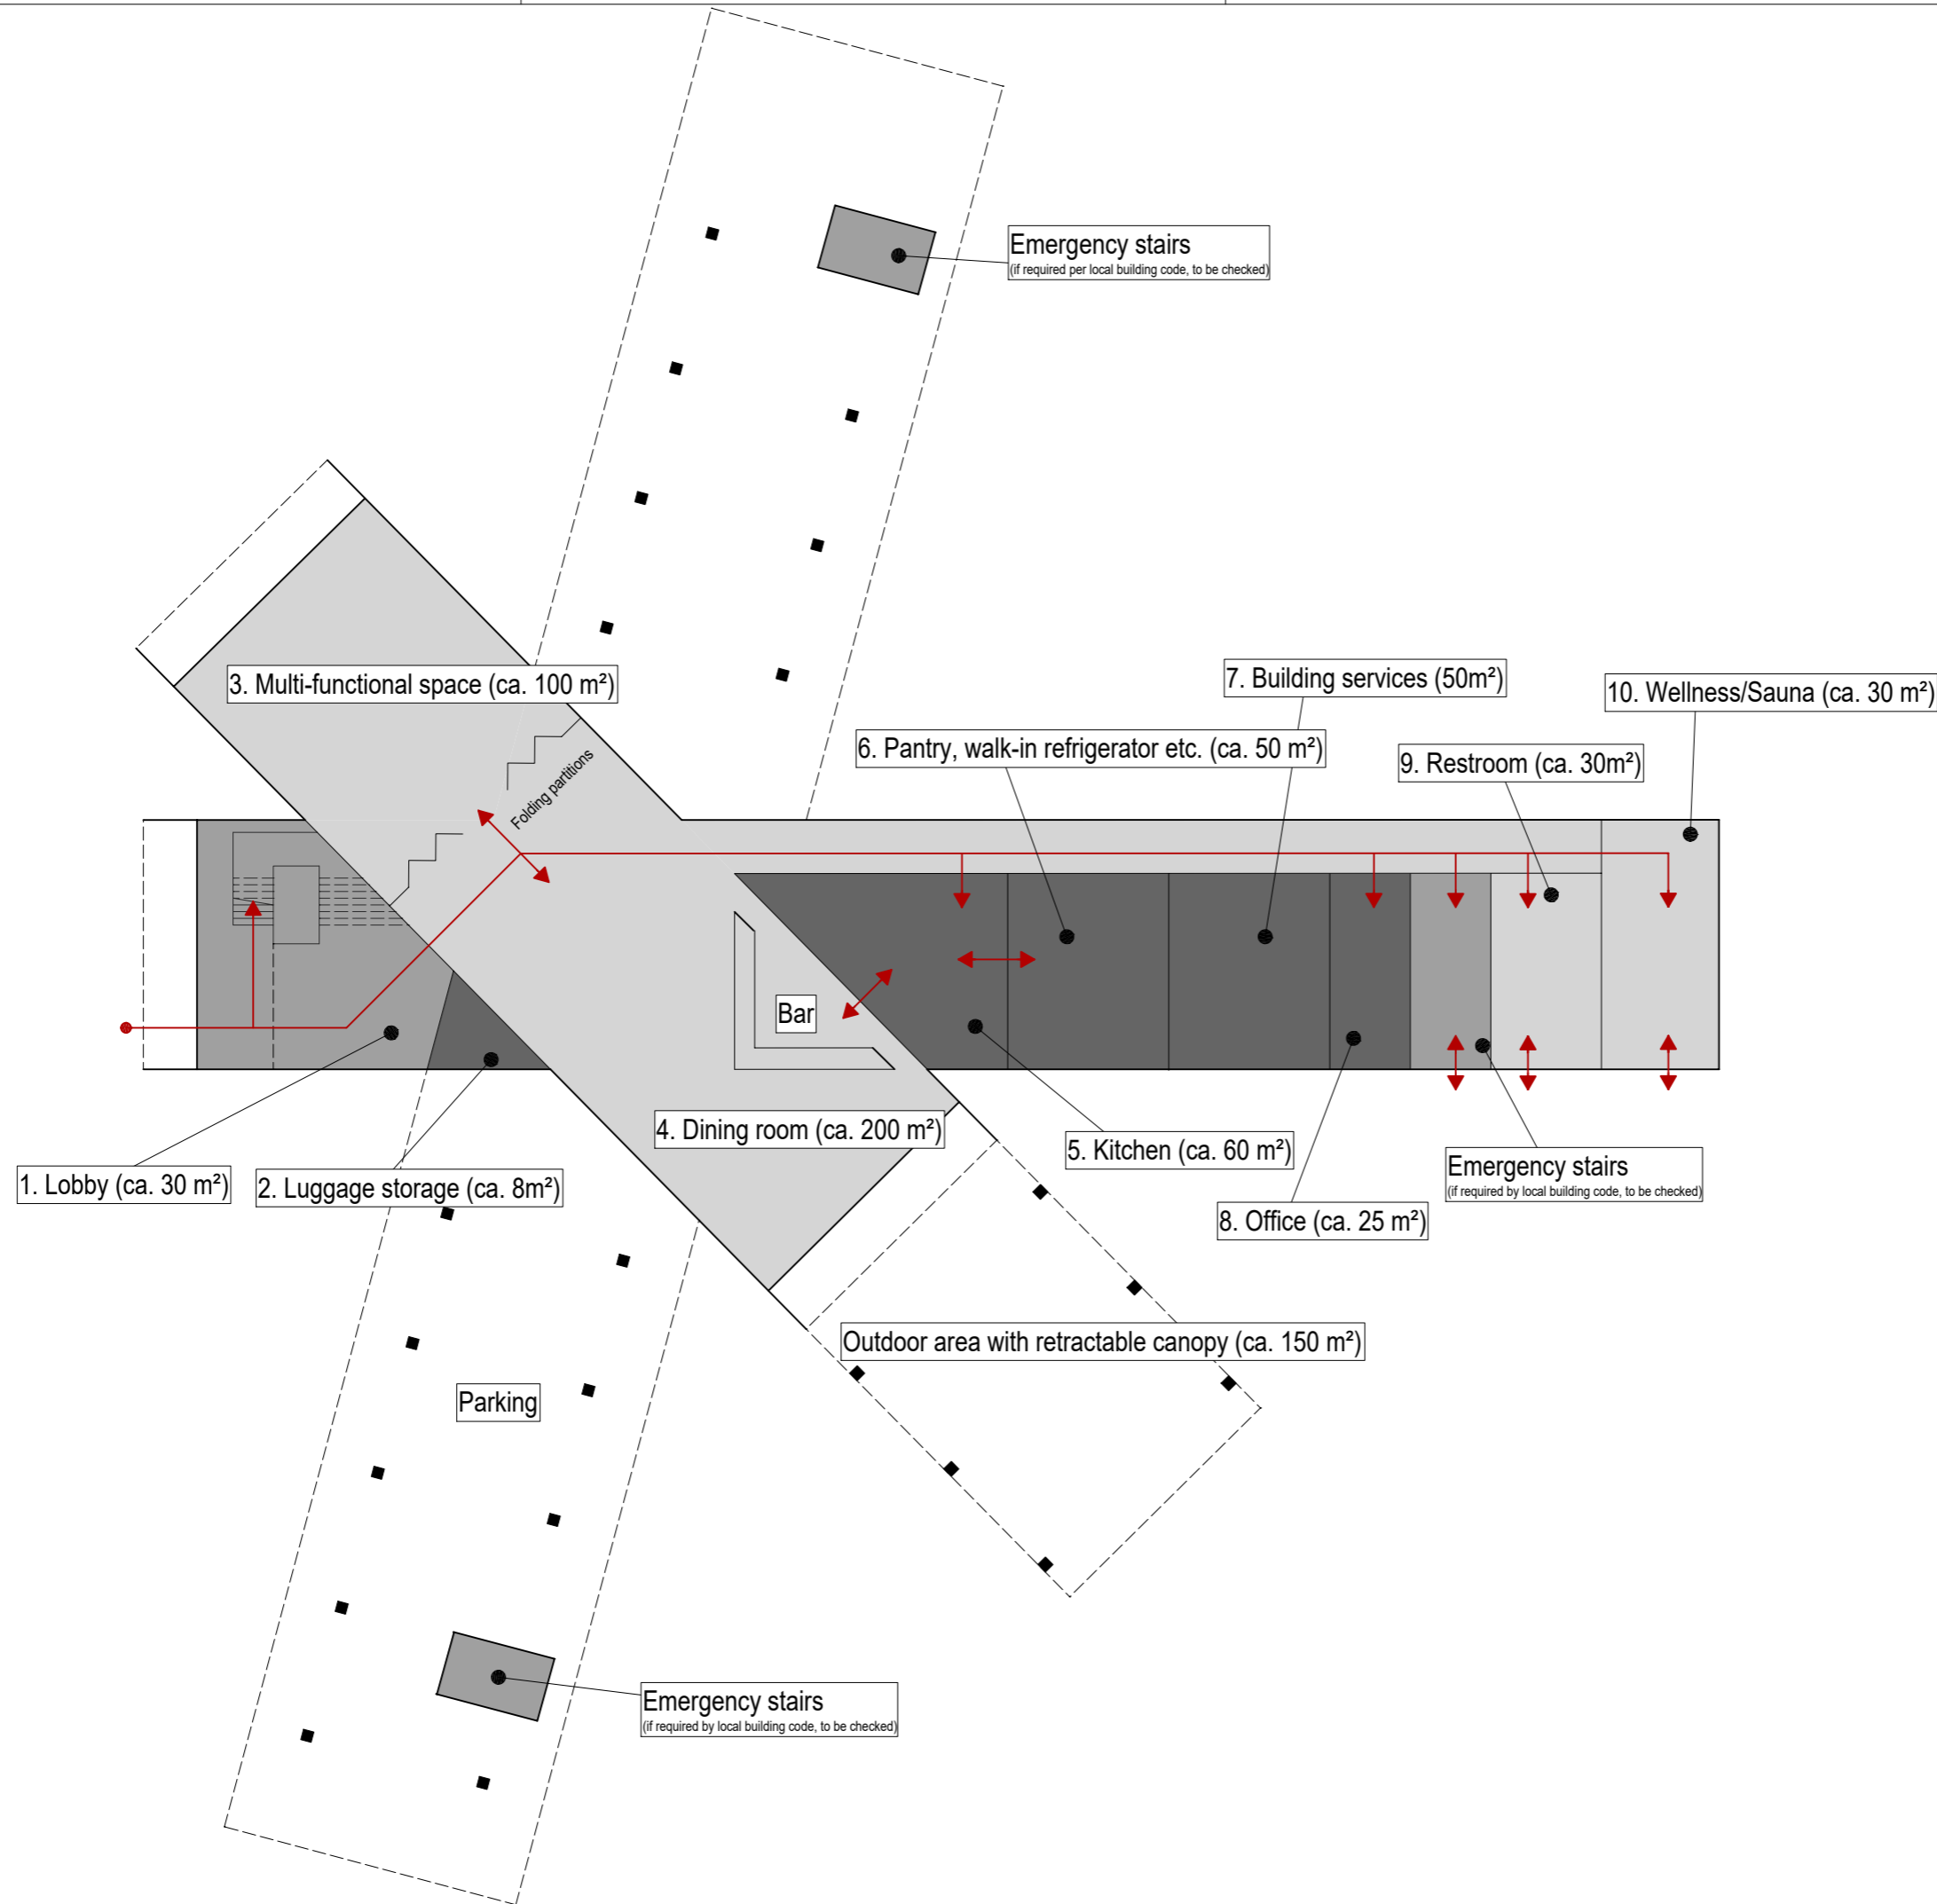 Emergency stairs
(if required per local building code, to be checked)
3. Multi-functional space (ca. 100 m²)
7. Building services (50m²)
10. Wellness/Sauna (ca. 30 m²)
6. Pantry, walk-in refrigerator etc. (ca. 50 m²)
9. Restroom (ca. 30m²)
Folding partitions
Bar
4. Dining room (ca. 200 m²)
5. Kitchen (ca. 60 m²)
Emergency stairs
(if required by local building code, to be checked)
1. Lobby (ca. 30 m²)
2. Luggage storage (ca. 8m²)
8. Office (ca. 25 m²)
Outdoor area with retractable canopy (ca. 150 m²)
Parking
Emergency stairs
(if required by local building code, to be checked)